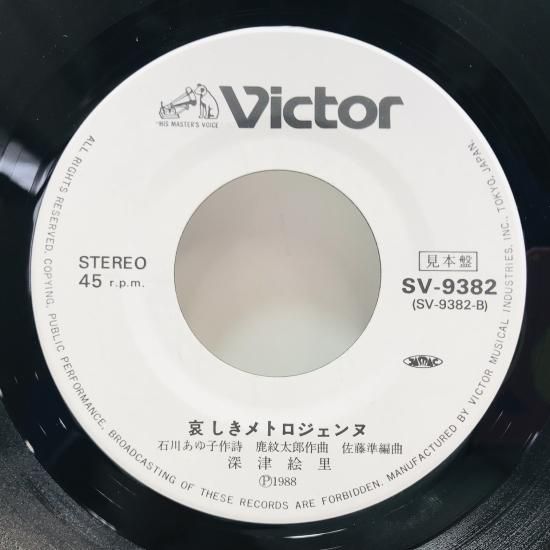 Victor
"HIS MASTER'S VOICE"
STEREO
45 r.p.m.
見本盤
SV-9382
(SV-9382-B)
JASRAC
哀しきメトロジェンヌ
石川あゆ子作詩 鹿紋太郎作曲 佐藤準編曲
深津絵里
Ⓟ1988
ALL RIGHTS RESERVED. COPYING, PUBLIC PERFORMANCE, BROADCASTING OF THESE RECORDS ARE FORBIDDEN. MANUFACTURED BY VICTOR MUSICAL INDUSTRIES, INC., TOKYO, JAPAN.